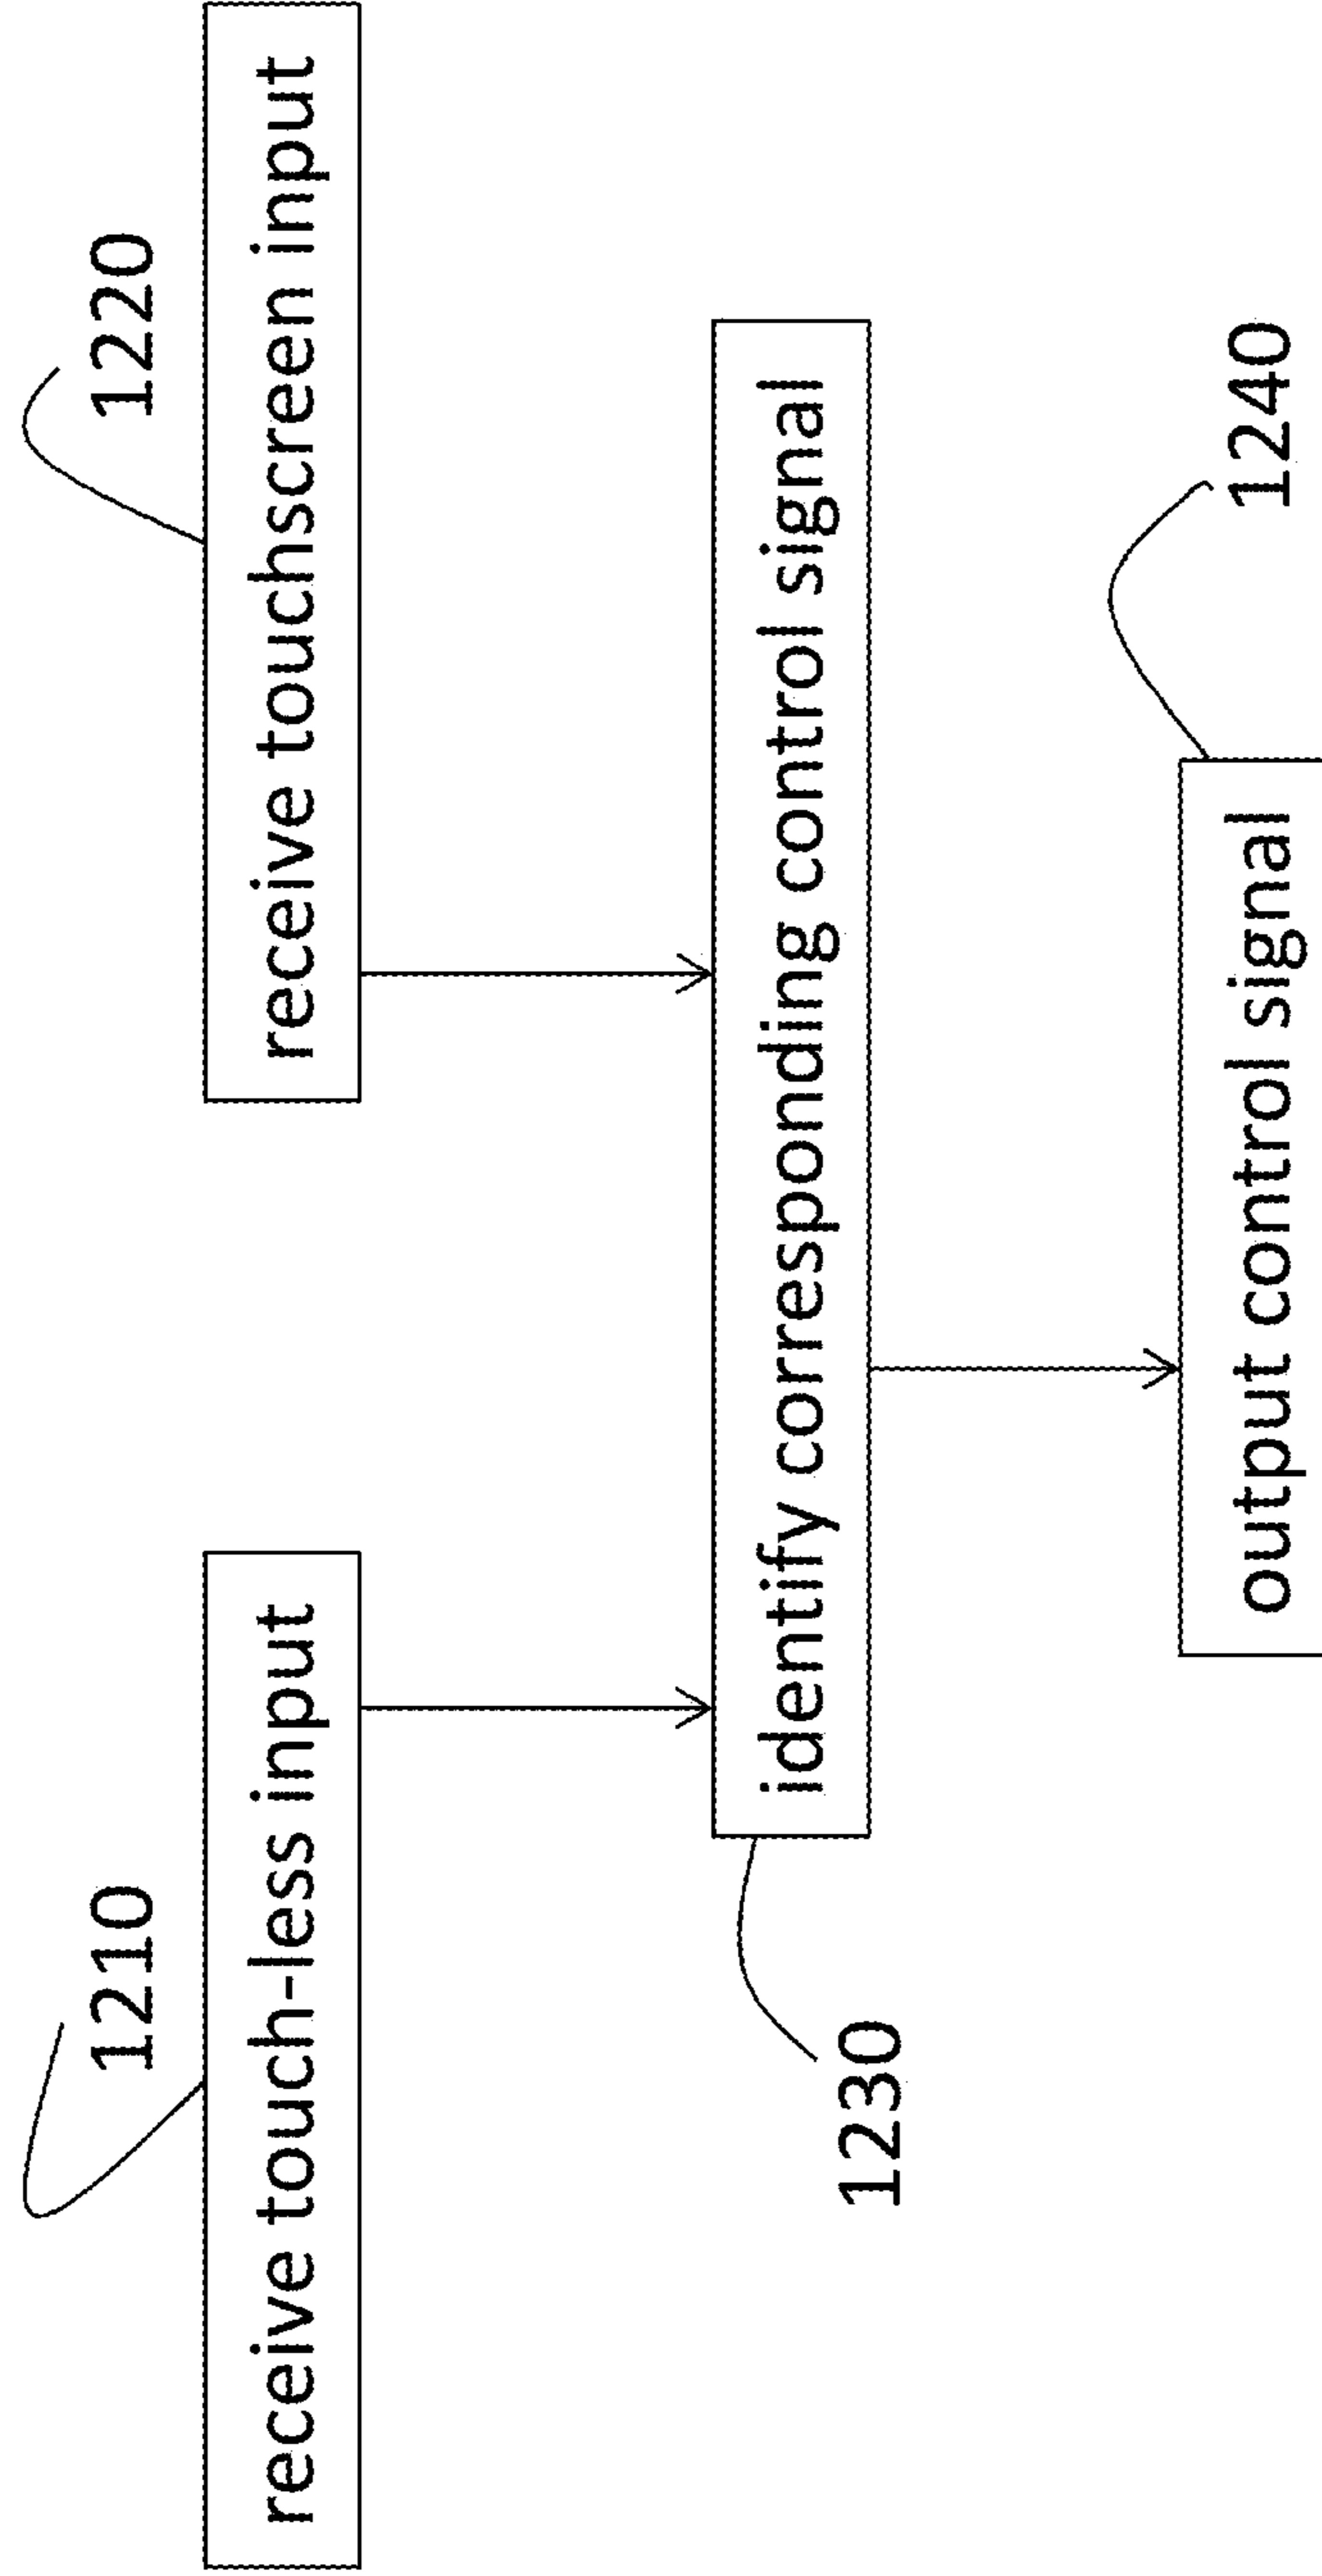 1210
1220
receive touch-less input
receive touchscreen input
identify corresponding control signal
1230
1240
output control signal